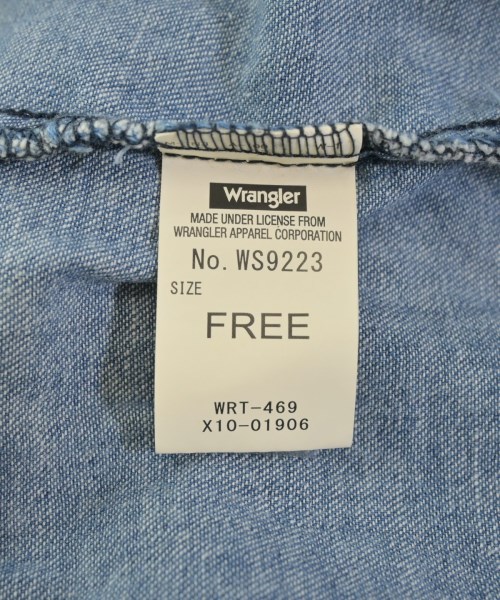 Wrangler
MADE UNDER LICENSE FROM
WRANGLER APPAREL CORPORATION
No. WS9223
SIZE
FREE
WRT-469
X10-01906